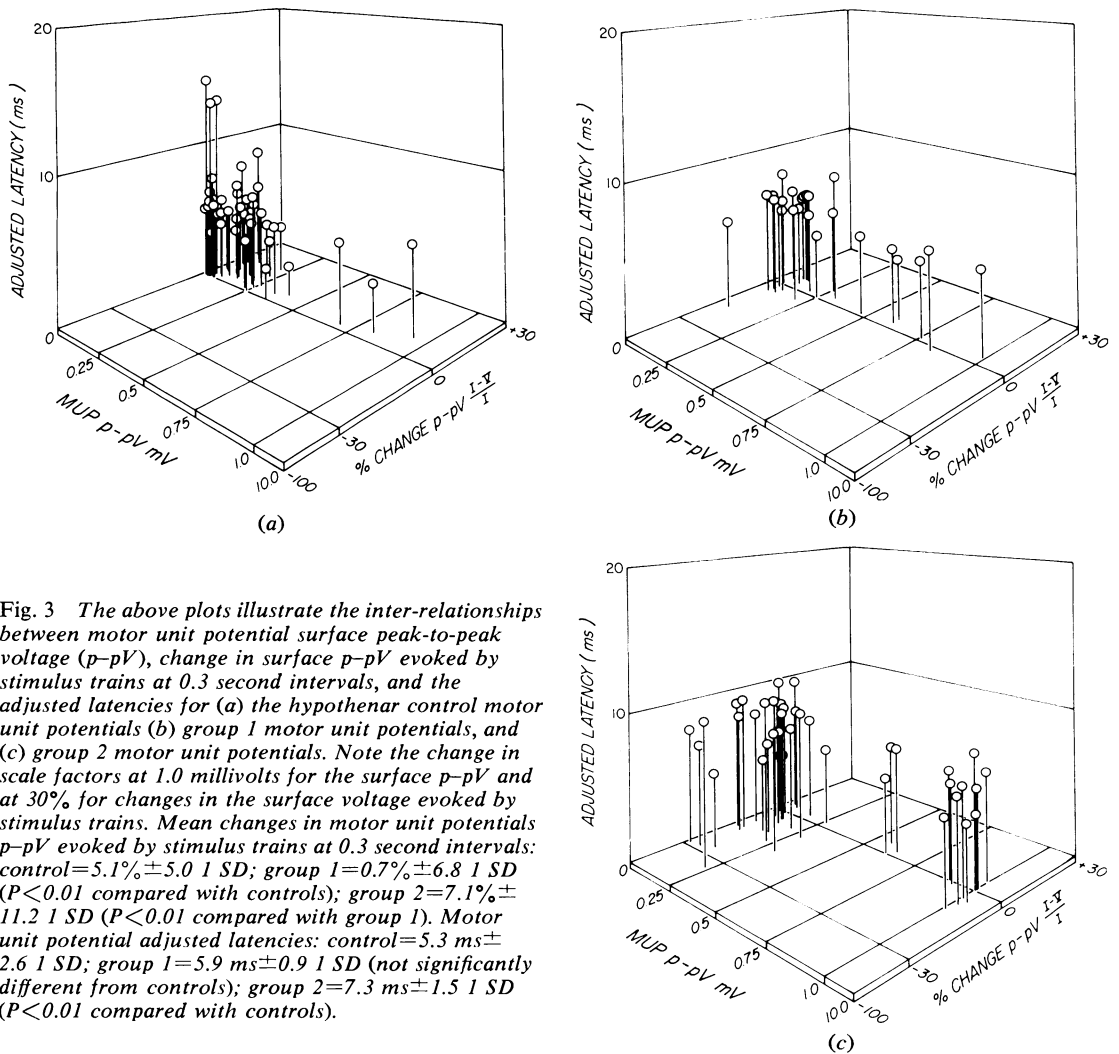 20
10
0
ADJUSTED LATENCY (ms)
0.25
0.5
0.75
1.0
10.0
MUP p-pV mV
-100
-30
0
+30
% CHANGE p-pV I-V/I
(a)
20
10
0
ADJUSTED LATENCY (ms)
0.25
0.5
0.75
1.0
10.0
MUP p-pV mV
-100
-30
0
+30
% CHANGE p-pV I-V/I
(b)
Fig. 3 The above plots illustrate the inter-relationships
between motor unit potential surface peak-to-peak
voltage (p–pV), change in surface p–pV evoked by
stimulus trains at 0.3 second intervals, and the
adjusted latencies for (a) the hypothenar control motor
unit potentials (b) group 1 motor unit potentials, and
(c) group 2 motor unit potentials. Note the change in
scale factors at 1.0 millivolts for the surface p–pV and
at 30% for changes in the surface voltage evoked by
stimulus trains. Mean changes in motor unit potentials
p–pV evoked by stimulus trains at 0.3 second intervals:
control=5.1%±5.0 1 SD; group 1=0.7%±6.8 1 SD
(P<0.01 compared with controls); group 2=7.1%±
11.2 1 SD (P<0.01 compared with group 1). Motor
unit potential adjusted latencies: control=5.3 ms±
2.6 1 SD; group 1=5.9 ms±0.9 1 SD (not significantly
different from controls); group 2=7.3 ms±1.5 1 SD
(P<0.01 compared with controls).
20
10
0
ADJUSTED LATENCY (ms)
0.25
0.5
0.75
1.0
10.0
MUP p-pV mV
-100
-30
0
+30
% CHANGE p-pV I-V/I
(c)